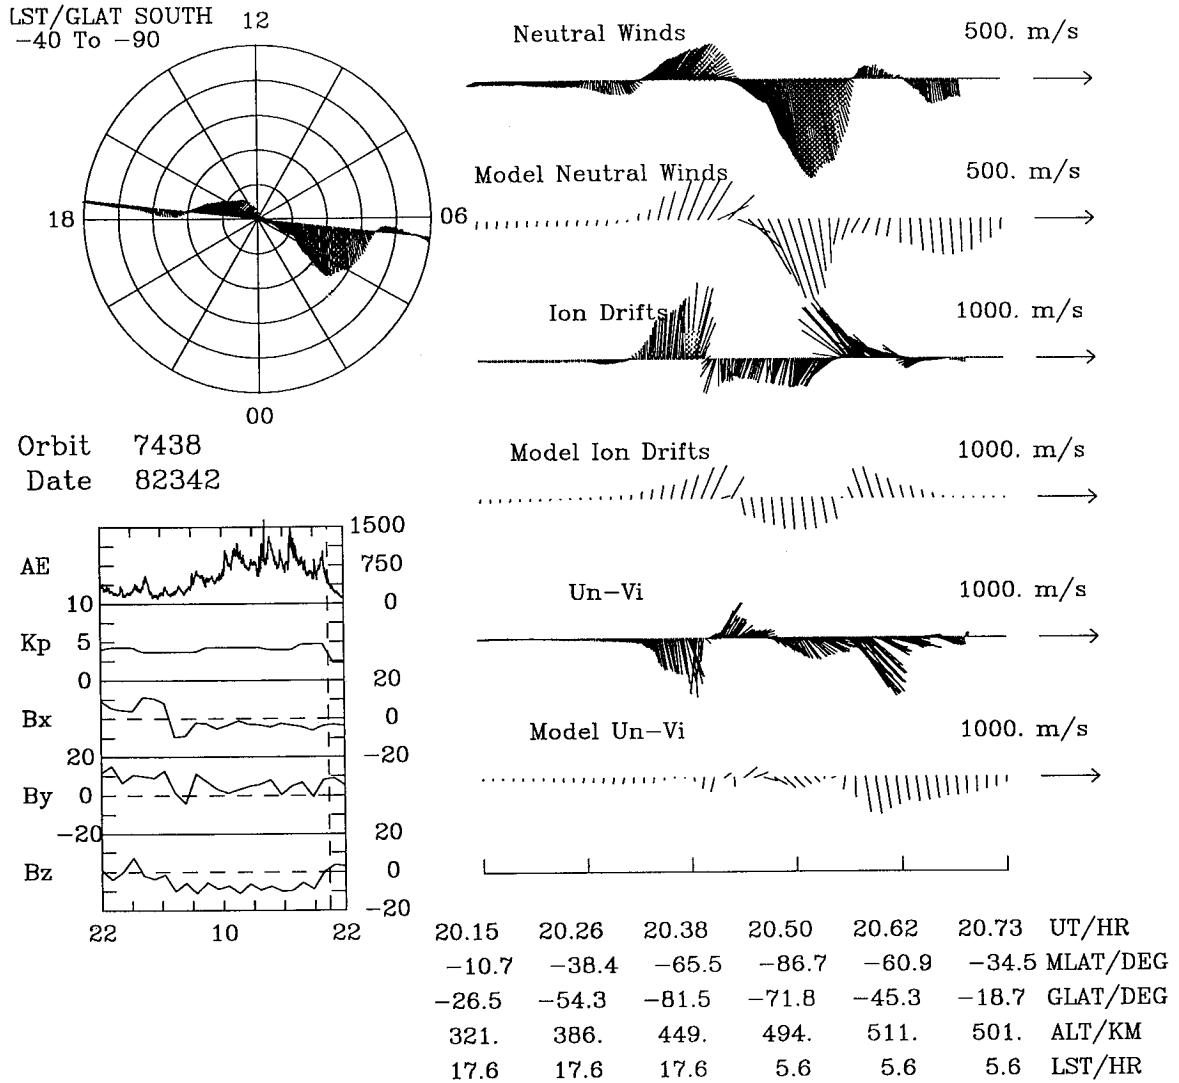 LST/GLAT SOUTH
-40 To -90
12
18
06
00
Orbit 7438
Date 82342
AE
1500
750
0
Kp
10
5
0
Bx
20
0
-20
By
20
0
-20
Bz
20
0
-20
22 10 22
Neutral Winds 500. m/s
Model Neutral Winds 500. m/s
Ion Drifts 1000. m/s
Model Ion Drifts 1000. m/s
Un-Vi 1000. m/s
Model Un-Vi 1000. m/s
20.15 20.26 20.38 20.50 20.62 20.73 UT/HR
-10.7 -38.4 -65.5 -86.7 -60.9 -34.5 MLAT/DEG
-26.5 -54.3 -81.5 -71.8 -45.3 -18.7 GLAT/DEG
321. 386. 449. 494. 511. 501. ALT/KM
17.6 17.6 17.6 5.6 5.6 5.6 LST/HR